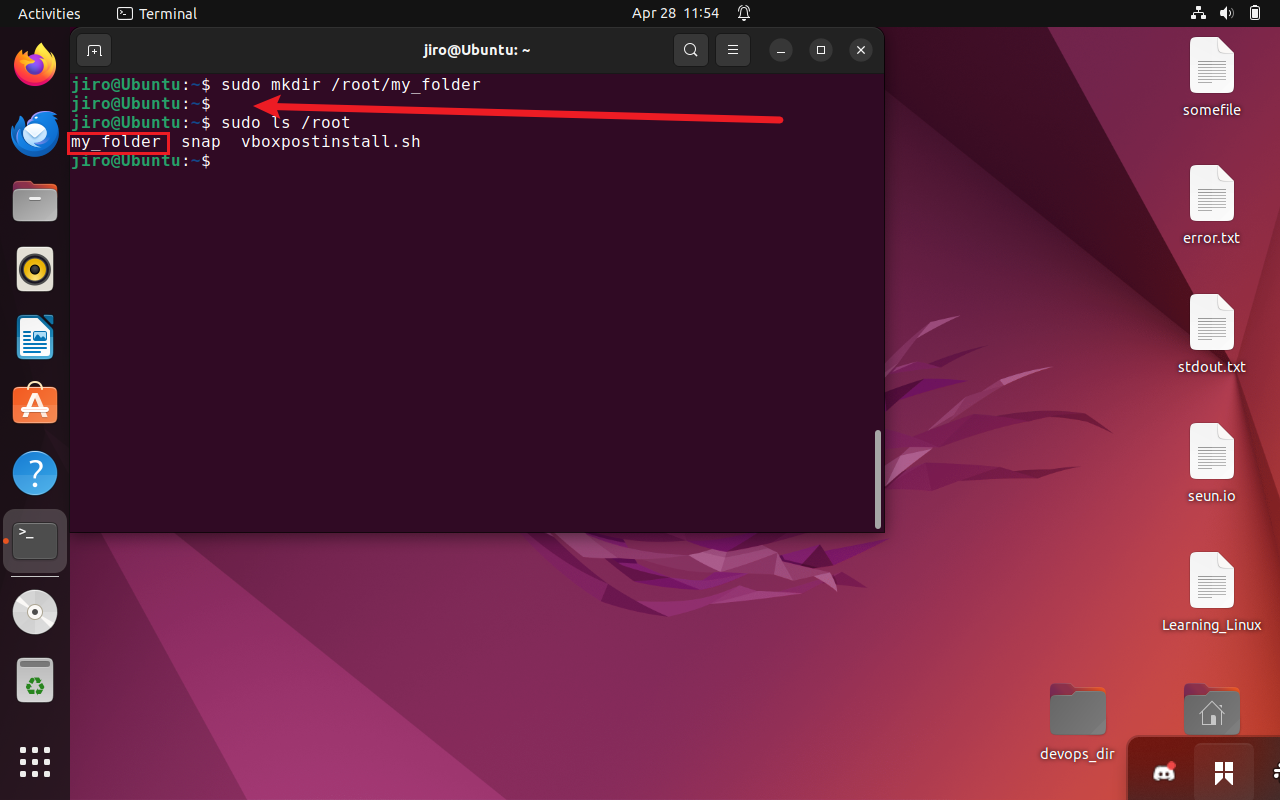 Activities
Terminal
Apr 28 11:54
jiro@Ubuntu: ~
jiro@Ubuntu:~$ sudo mkdir /root/my_folder
jiro@Ubuntu:~$
jiro@Ubuntu:~$ sudo ls /root
my_folder  snap  vboxpostinstall.sh
jiro@Ubuntu:~$
somefile
error.txt
stdout.txt
seun.io
Learning_Linux
devops_dir